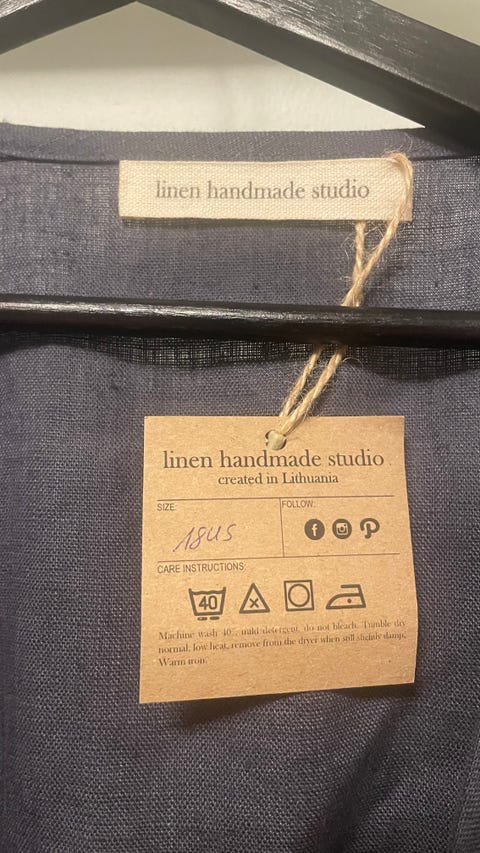 linen handmade studio
linen handmade studio
created in Lithuania
SIZE:
18US
FOLLOW:
CARE INSTRUCTIONS:
40
Machine wash 40°, mild detergent, do not bleach. Tumble dry
normal, low heat, remove from the dryer when still slightly damp.
Warm iron.